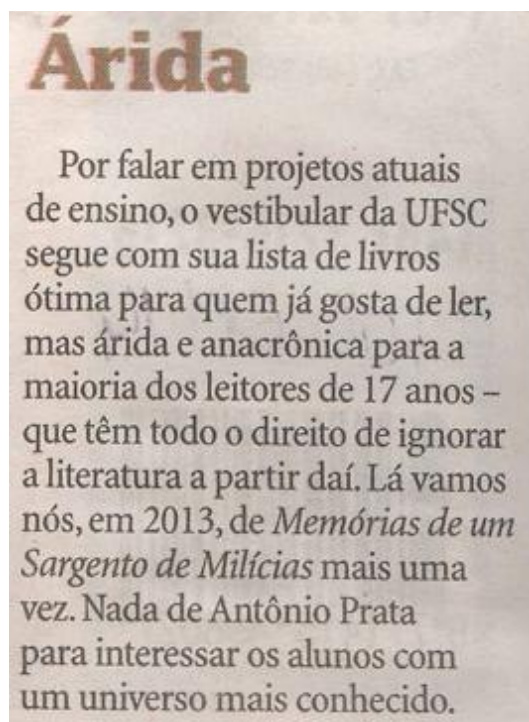 Árida
Por falar em projetos atuais
de ensino, o vestibular da UFSC
segue com sua lista de livros
ótima para quem já gosta de ler,
mas árida e anacrônica para a
maioria dos leitores de 17 anos –
que têm todo o direito de ignorar
a literatura a partir daí. Lá vamos
nós, em 2013, de Memórias de um
Sargento de Milícias mais uma
vez. Nada de Antônio Prata
para interessar os alunos com
um universo mais conhecido.